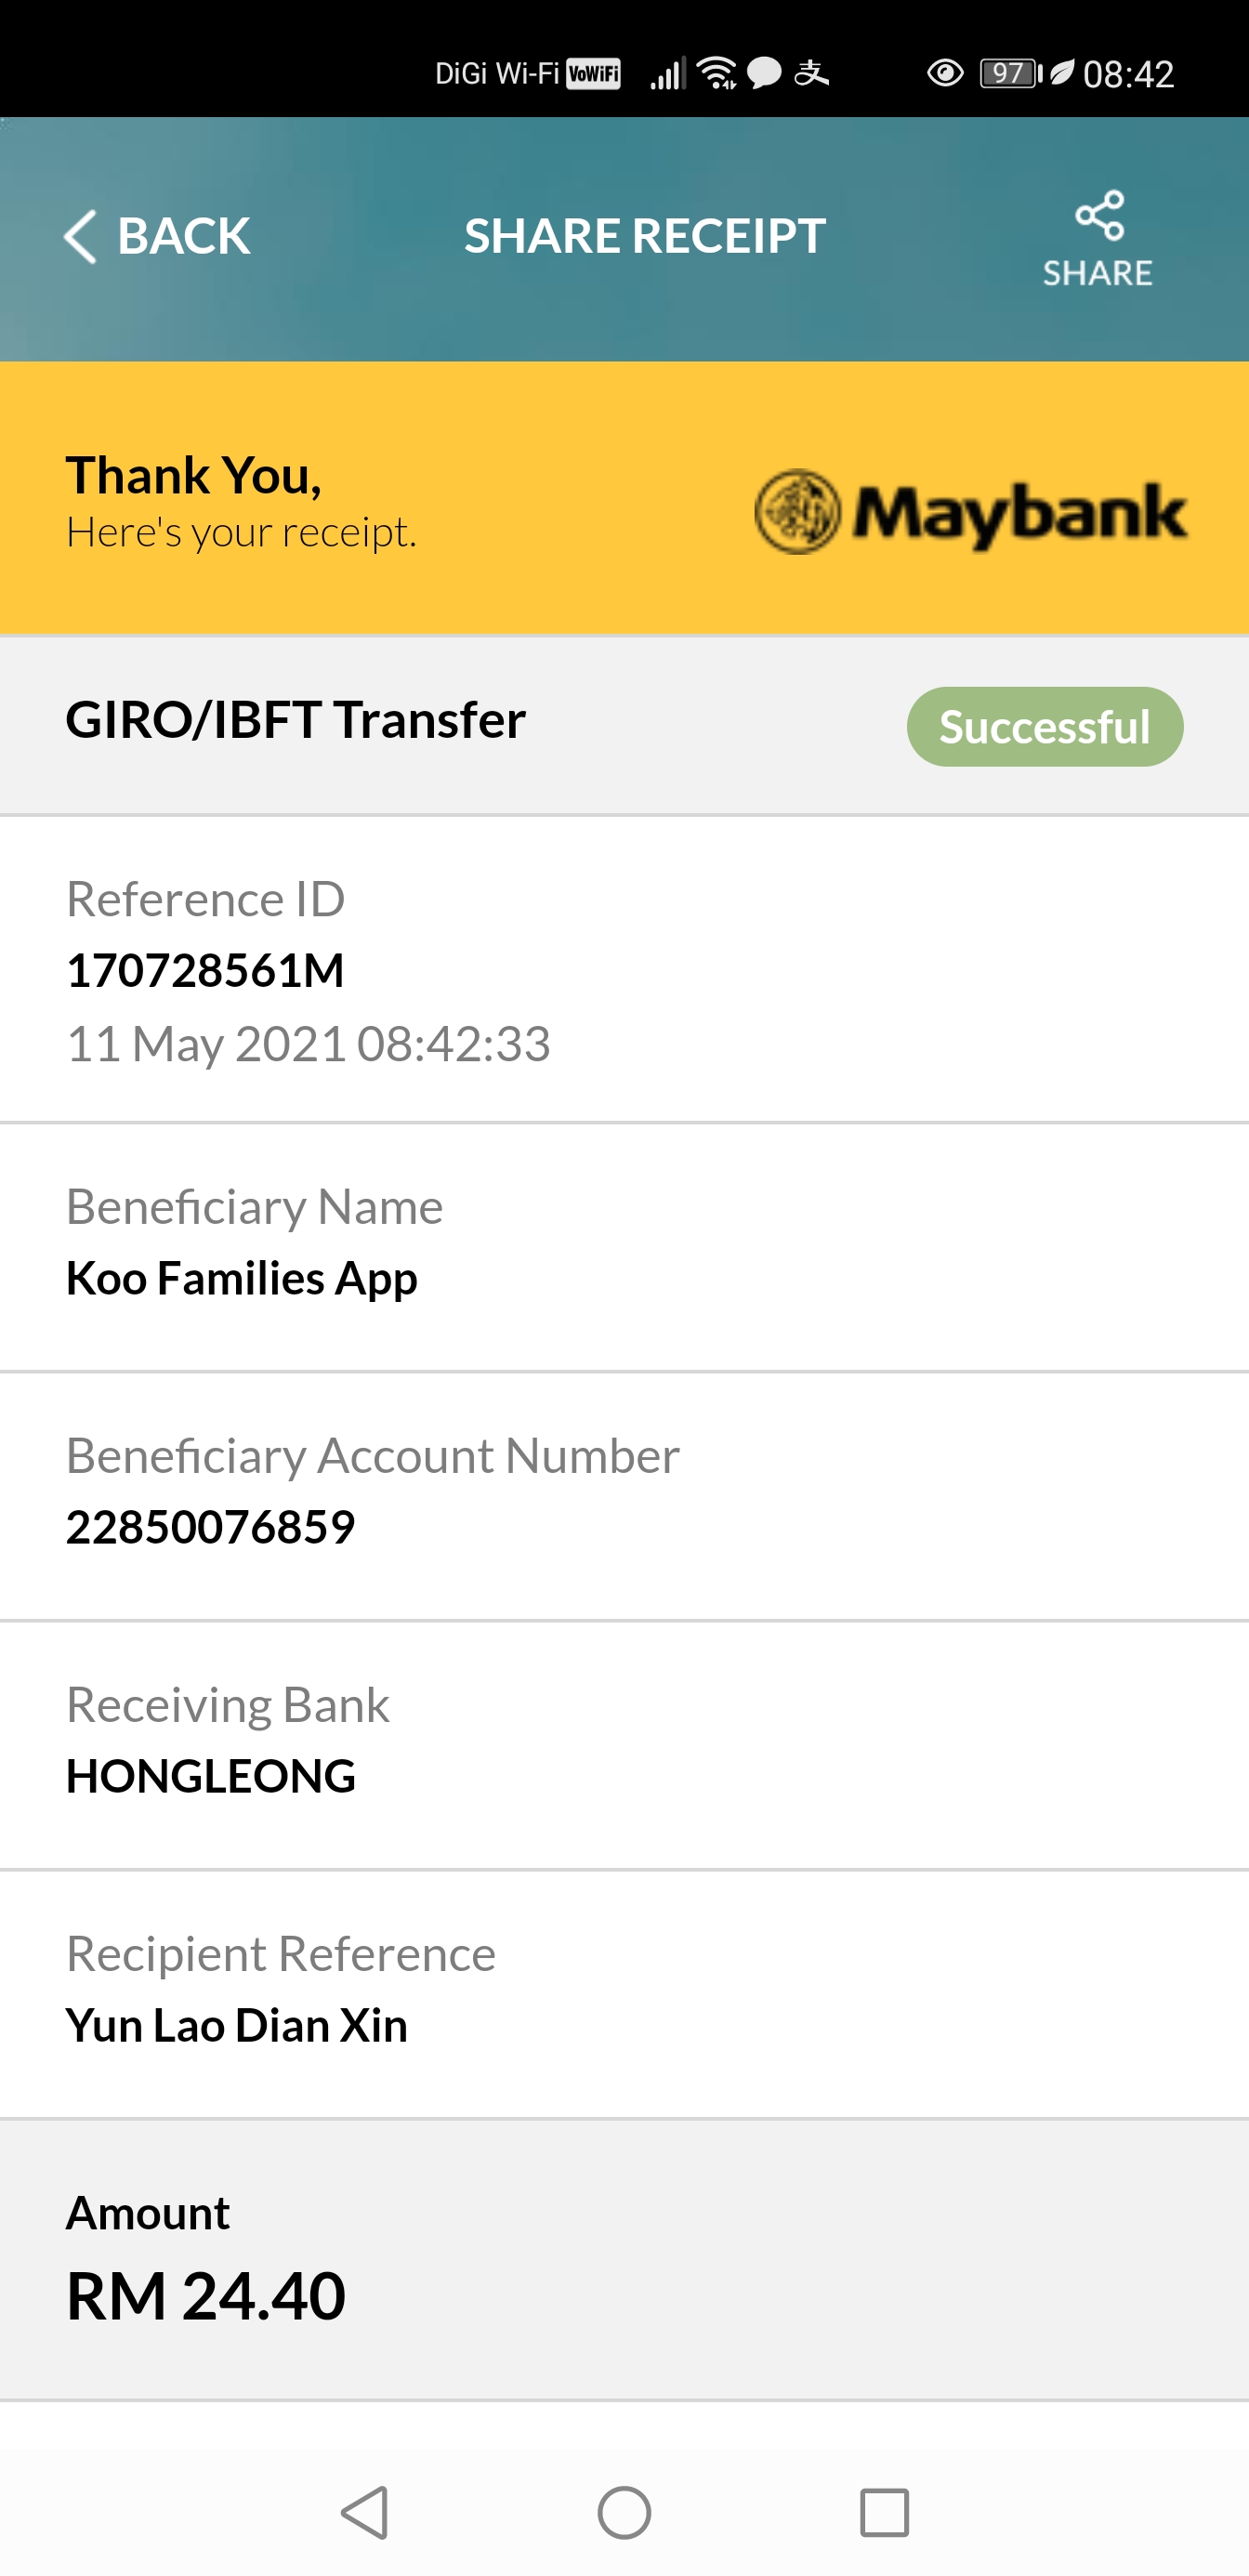 DiGi Wi-Fi VoWiFi 支 97 08:42
BACK SHARE RECEIPT SHARE
Thank You,
Here's your receipt.
Maybank
GIRO/IBFT Transfer Successful
Reference ID
170728561M
11 May 2021 08:42:33
Beneficiary Name
Koo Families App
Beneficiary Account Number
22850076859
Receiving Bank
HONGLEONG
Recipient Reference
Yun Lao Dian Xin
Amount
RM 24.40